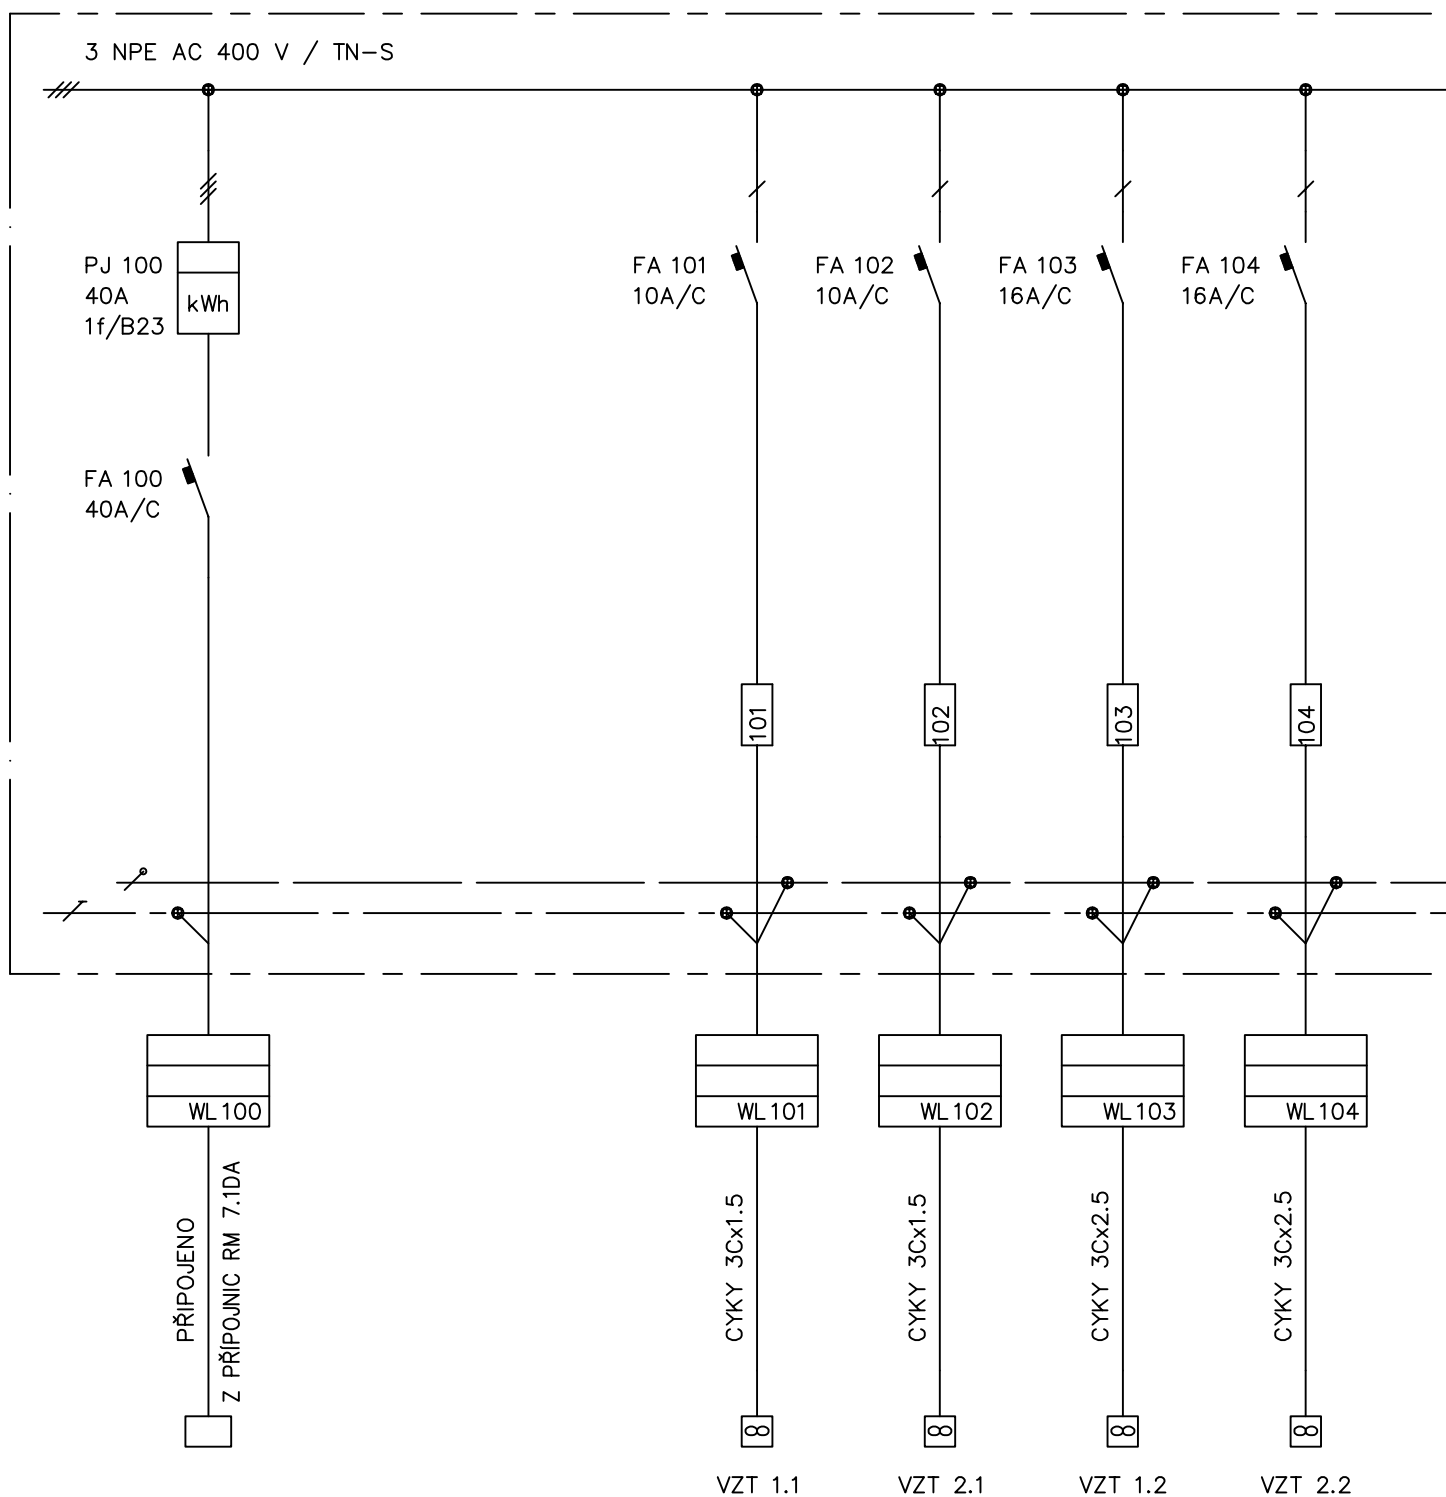 3 NPE AC 400 V / TN-S
PJ 100
40A
1f/B23
kWh
FA 100
40A/C
FA 101
10A/C
FA 102
10A/C
FA 103
16A/C
FA 104
16A/C
101
102
103
104
WL100
WL101
WL102
WL103
WL104
PŘIPOJENO
Z PŘÍPOJNIC RM 7.1DA
CYKY 3Cx1.5
CYKY 3Cx1.5
CYKY 3Cx2.5
CYKY 3Cx2.5
VZT 1.1
VZT 2.1
VZT 1.2
VZT 2.2